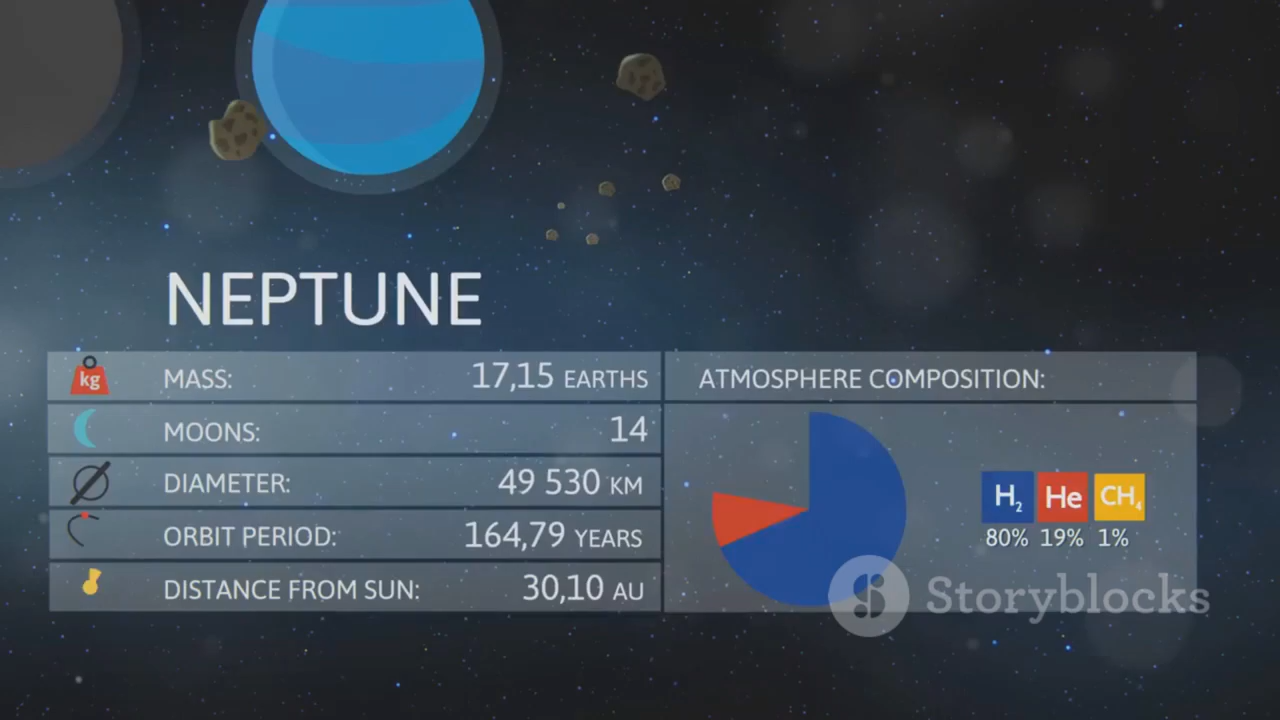 NEPTUNE
kg
MASS: 17,15 EARTHS
MOONS: 14
DIAMETER: 49 530 KM
ORBIT PERIOD: 164,79 YEARS
DISTANCE FROM SUN: 30,10 AU
ATMOSPHERE COMPOSITION:
H₂ He CH₄
80% 19% 1%
Storyblocks